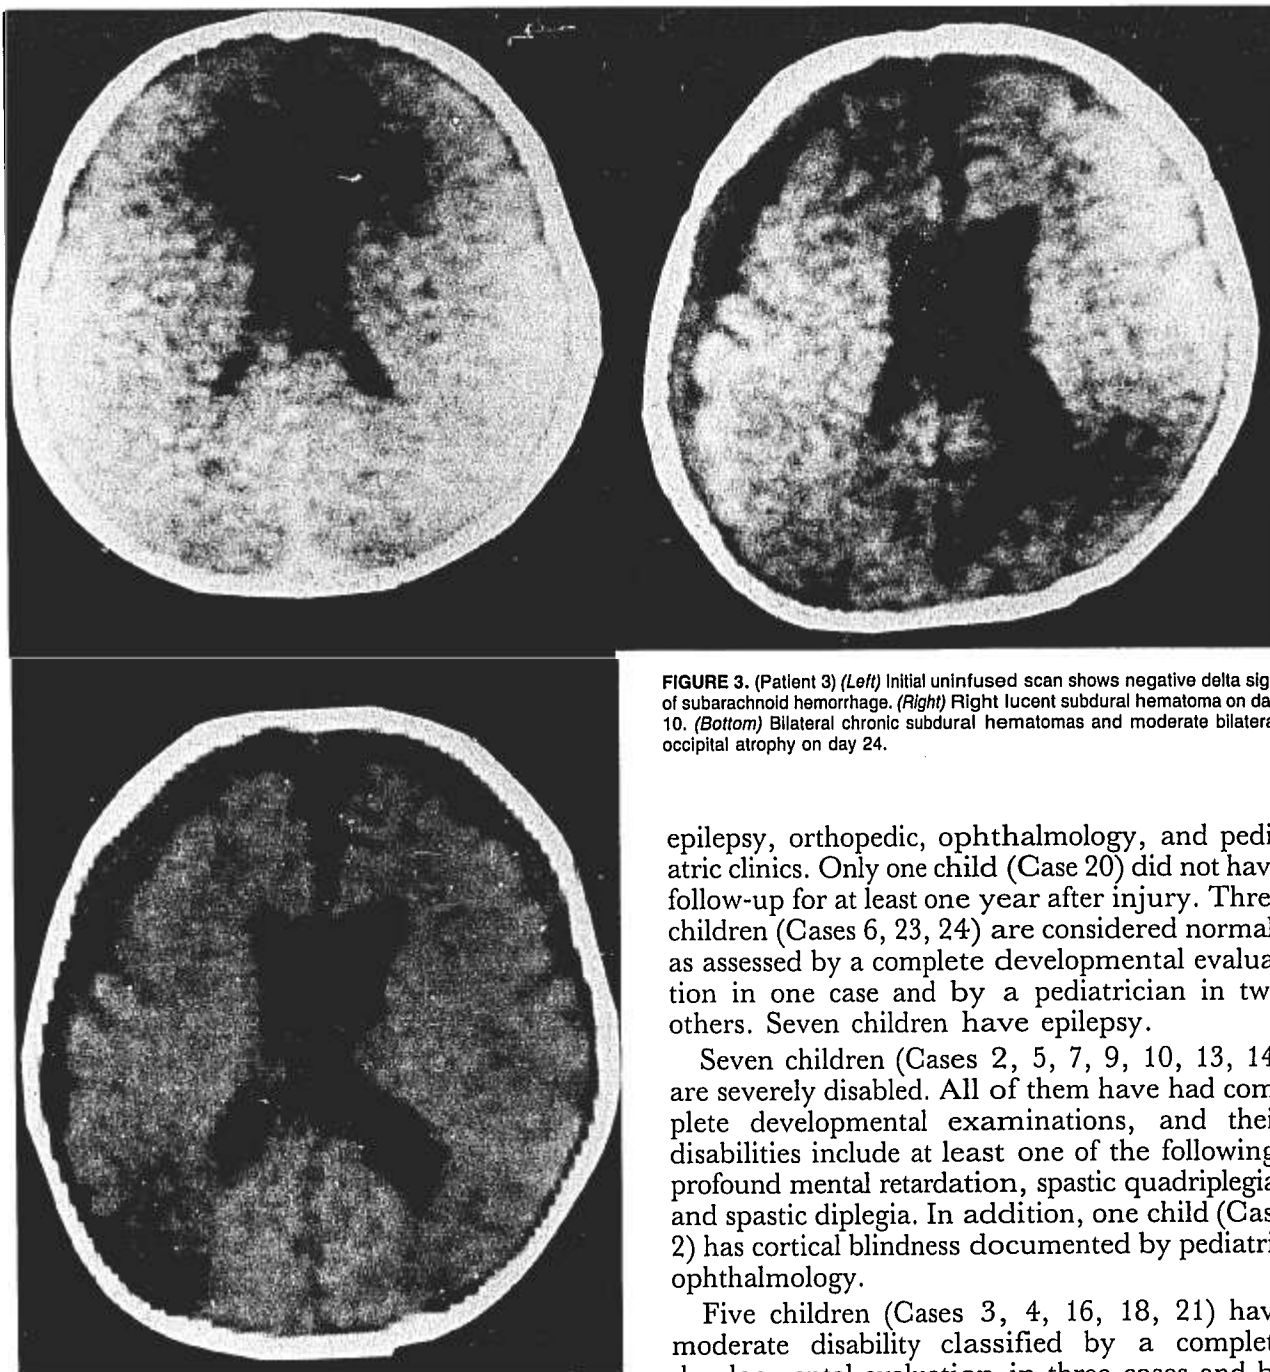 FIGURE 3. (Patient 3) (Left) Initial uninfused scan shows negative delta sig
of subarachnoid hemorrhage. (Right) Right lucent subdural hematoma on da
10. (Bottom) Bilateral chronic subdural hematomas and moderate bilatera
occipital atrophy on day 24.
epilepsy, orthopedic, ophthalmology, and pedi
atric clinics. Only one child (Case 20) did not hav
follow-up for at least one year after injury. Thre
children (Cases 6, 23, 24) are considered normal
as assessed by a complete developmental evalua
tion in one case and by a pediatrician in tw
others. Seven children have epilepsy.
Seven children (Cases 2, 5, 7, 9, 10, 13, 14
are severely disabled. All of them have had com
plete developmental examinations, and thei
disabilities include at least one of the following
profound mental retardation, spastic quadriplegia
and spastic diplegia. In addition, one child (Cas
2) has cortical blindness documented by pediatri
ophthalmology.
Five children (Cases 3, 4, 16, 18, 21) hav
moderate disability classified by a complet